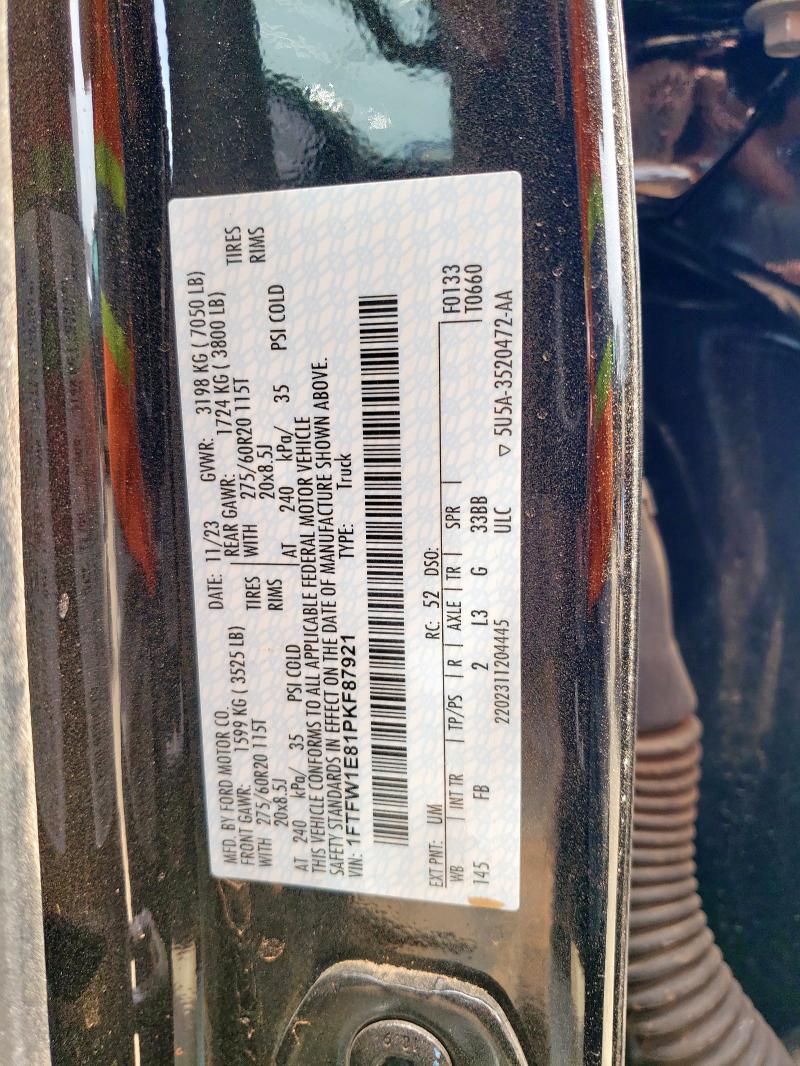 MFD. BY FORD MOTOR CO.
DATE: 11/23 GVWR: 3198 KG ( 7050 LB)
FRONT GAWR: 1599 KG ( 3525 LB) REAR GAWR: 1724 KG ( 3800 LB)
WITH 275/60R20 115T TIRES WITH 275/60R20 115T TIRES
20x8.5J RIMS 20x8.5J RIMS
AT 240 kPa/ 35 PSI COLD AT 240 kPa/ 35 PSI COLD
THIS VEHICLE CONFORMS TO ALL APPLICABLE FEDERAL MOTOR VEHICLE
SAFETY STANDARDS IN EFFECT ON THE DATE OF MANUFACTURE SHOWN ABOVE.
VIN: 1FTFW1E81PKF87921 TYPE: Truck
EXT PNT: UM RC: 52 DSO: F0133
WB INT TR TP/PS R AXLE TR SPR T0660
145 FB 2 L3 G 33BB
2202311204445 ULC ▽ 5U5A-3520472-AA